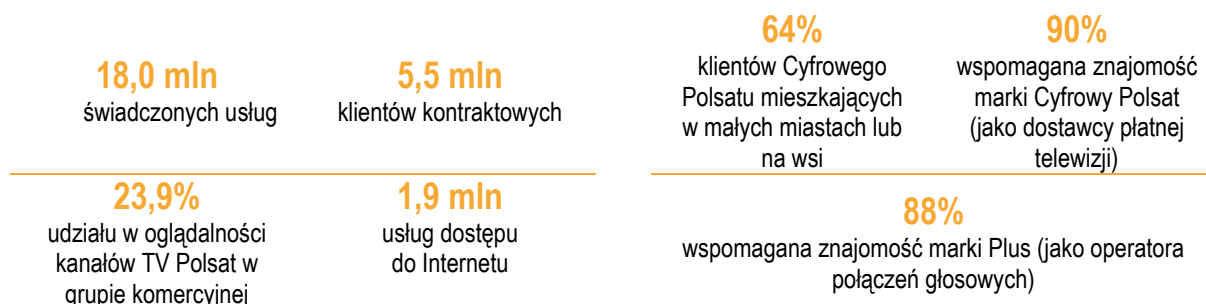 18,0 mln
świadczonych usług
5,5 mln
klientów kontraktowych
23,9%
udziału w oglądalności
kanałów TV Polsat w
grupie komercyjnej
1,9 mln
usług dostępu
do Internetu
64%
klientów Cyfrowego
Polsatu mieszkających
w małych miastach lub
na wsi
90%
wspomagana znajomość
marki Cyfrowy Polsat
(jako dostawcy płatnej
telewizji)
88%
wspomagana znajomość marki Plus (jako operatora
połączeń głosowych)